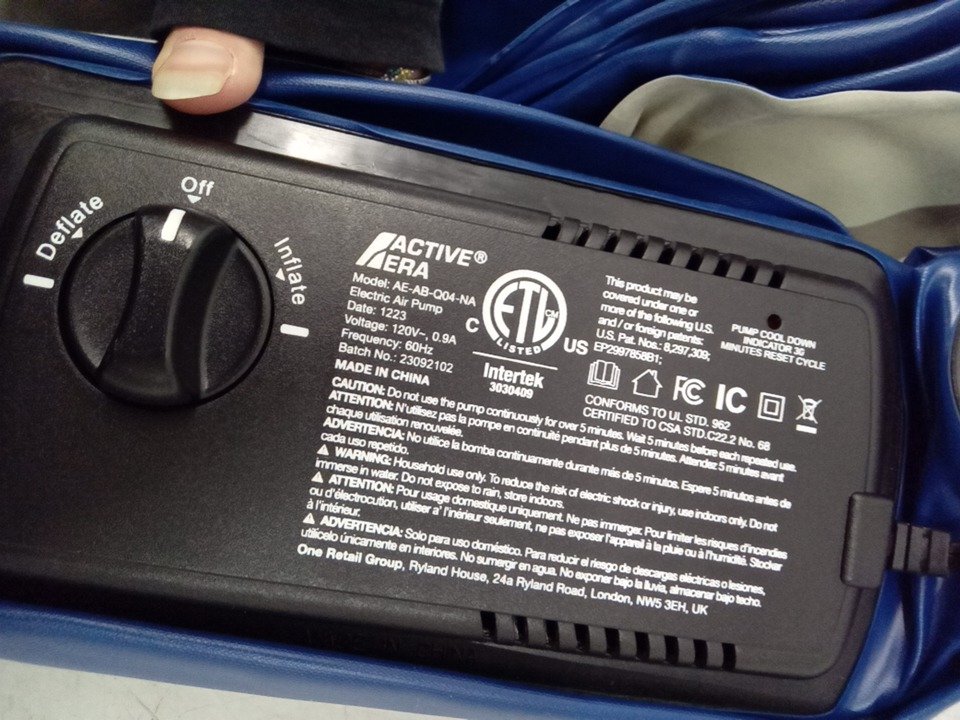 Deflate
Off
Inflate
ACTIVE®
ERA
Model: AE-AB-Q04-NA
Electric Air Pump
Date: 1223
Voltage: 120V~, 0.9A
Frequency: 60Hz
Batch No.: 23092102
MADE IN CHINA
ETL CM
LISTED
C US
Intertek
3030409
This product may be
covered under one or
more of the following U.S.
and / or foreign patents:
U.S. Pat. Nos.: 8,297,309;
EP2997858B1;
PUMP COOL DOWN
INDICATOR 30
MINUTES RESET CYCLE
FC IC
CONFORMS TO UL STD. 962
CERTIFIED TO CSA STD.C22.2 No. 68
CAUTION: Do not use the pump continuously for over 5 minutes. Wait 5 minutes before each repeated use.
ATTENTION: N'utilisez pas la pompe en continuité pendant plus de 5 minutes. Attendez 5 minutes avant
chaque utilisation renouvelée.
ADVERTENCIA: No utilice la bomba continuamente durante más de 5 minutos. Espere 5 minutos antes de
cada uso repetido.
WARNING: Household use only. To reduce the risk of electric shock or injury, use indoors only. Do not
immerse in water. Do not expose to rain, store indoors.
ATTENTION: Pour usage domestique uniquement. Ne pas immerger. Pour limiter les risques d'incendies
ou d'électrocution, utiliser a' l'inérieur seulement, ne pas exposer l'appareil à la pluie ou à l'humidité. Stocker
à l'intérieur.
ADVERTENCIA: Solo para uso doméstico. Para reducir el riesgo de descargas eléctricas o lesiones,
utilícelo únicamente en interiores. No sumergir en agua. No exponer bajo la lluvia, almacenar bajo techo.
One Retail Group, Ryland House, 24a Ryland Road, London, NW5 3EH, UK